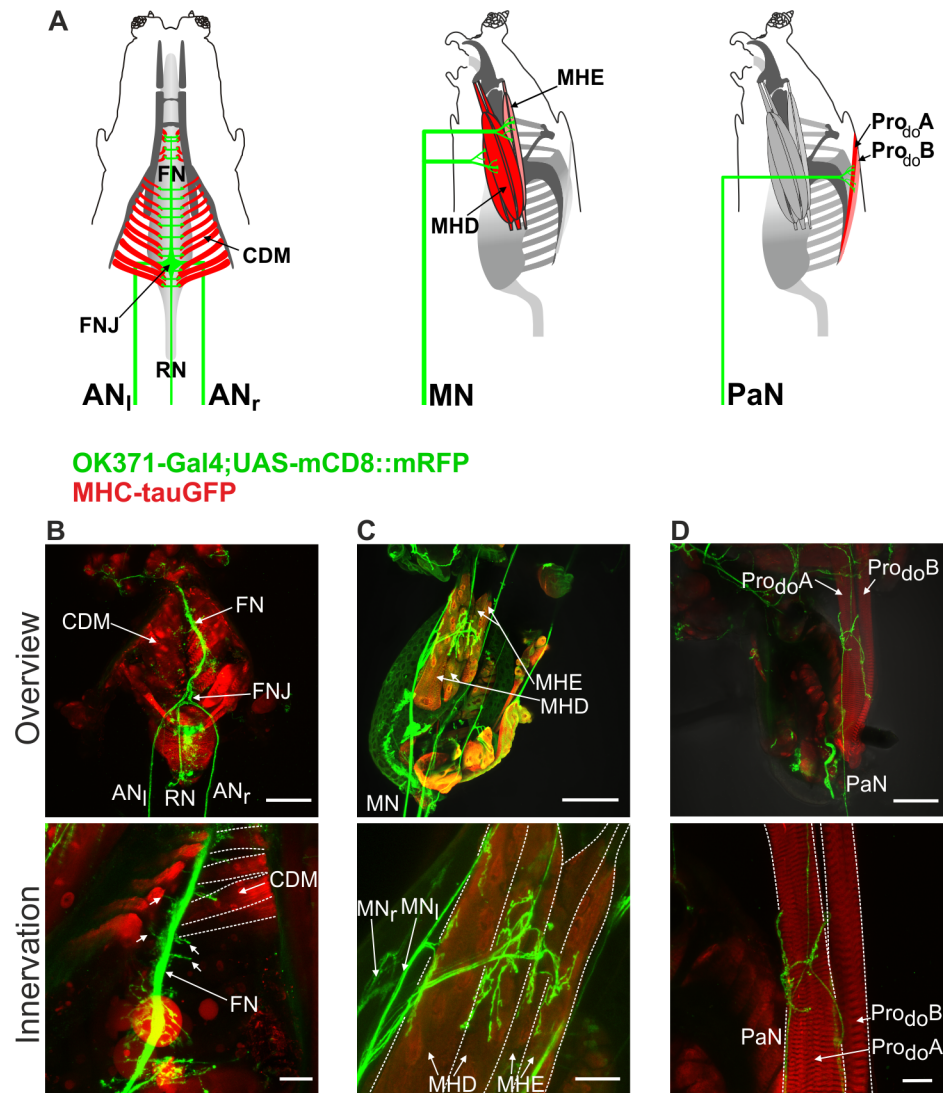 A
FN
CDM
FNJ
RN
ANl
ANr
MHE
MHD
MN
ProdoA
ProdoB
PaN
OK371-Gal4;UAS-mCD8::mRFP
MHC-tauGFP
B
C
D
Overview
CDM
FN
FNJ
ANl
RN
ANr
MHE
MHD
MN
ProdoA
ProdoB
PaN
Innervation
CDM
FN
MNr
MNl
MHD
MHE
PaN
ProdoB
ProdoA